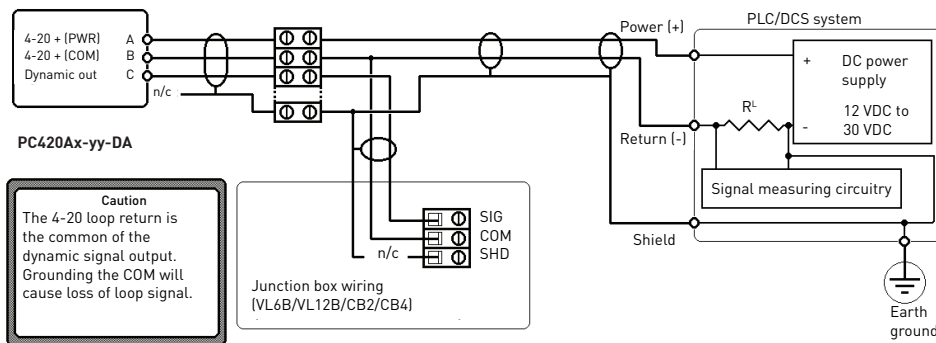 4-20 + (PWR) A
4-20 + (COM) B
Dynamic out C
n/c
PC420Ax-yy-DA
Caution
The 4-20 loop return is
the common of the
dynamic signal output.
Grounding the COM will
cause loss of loop signal.
Junction box wiring
(VL6B/VL12B/CB2/CB4)
n/c
SIG
COM
SHD
Power (+)
Return (-)
Shield
PLC/DCS system
+
-
DC power
supply
12 VDC to
30 VDC
RL
Signal measuring circuitry
Earth
ground